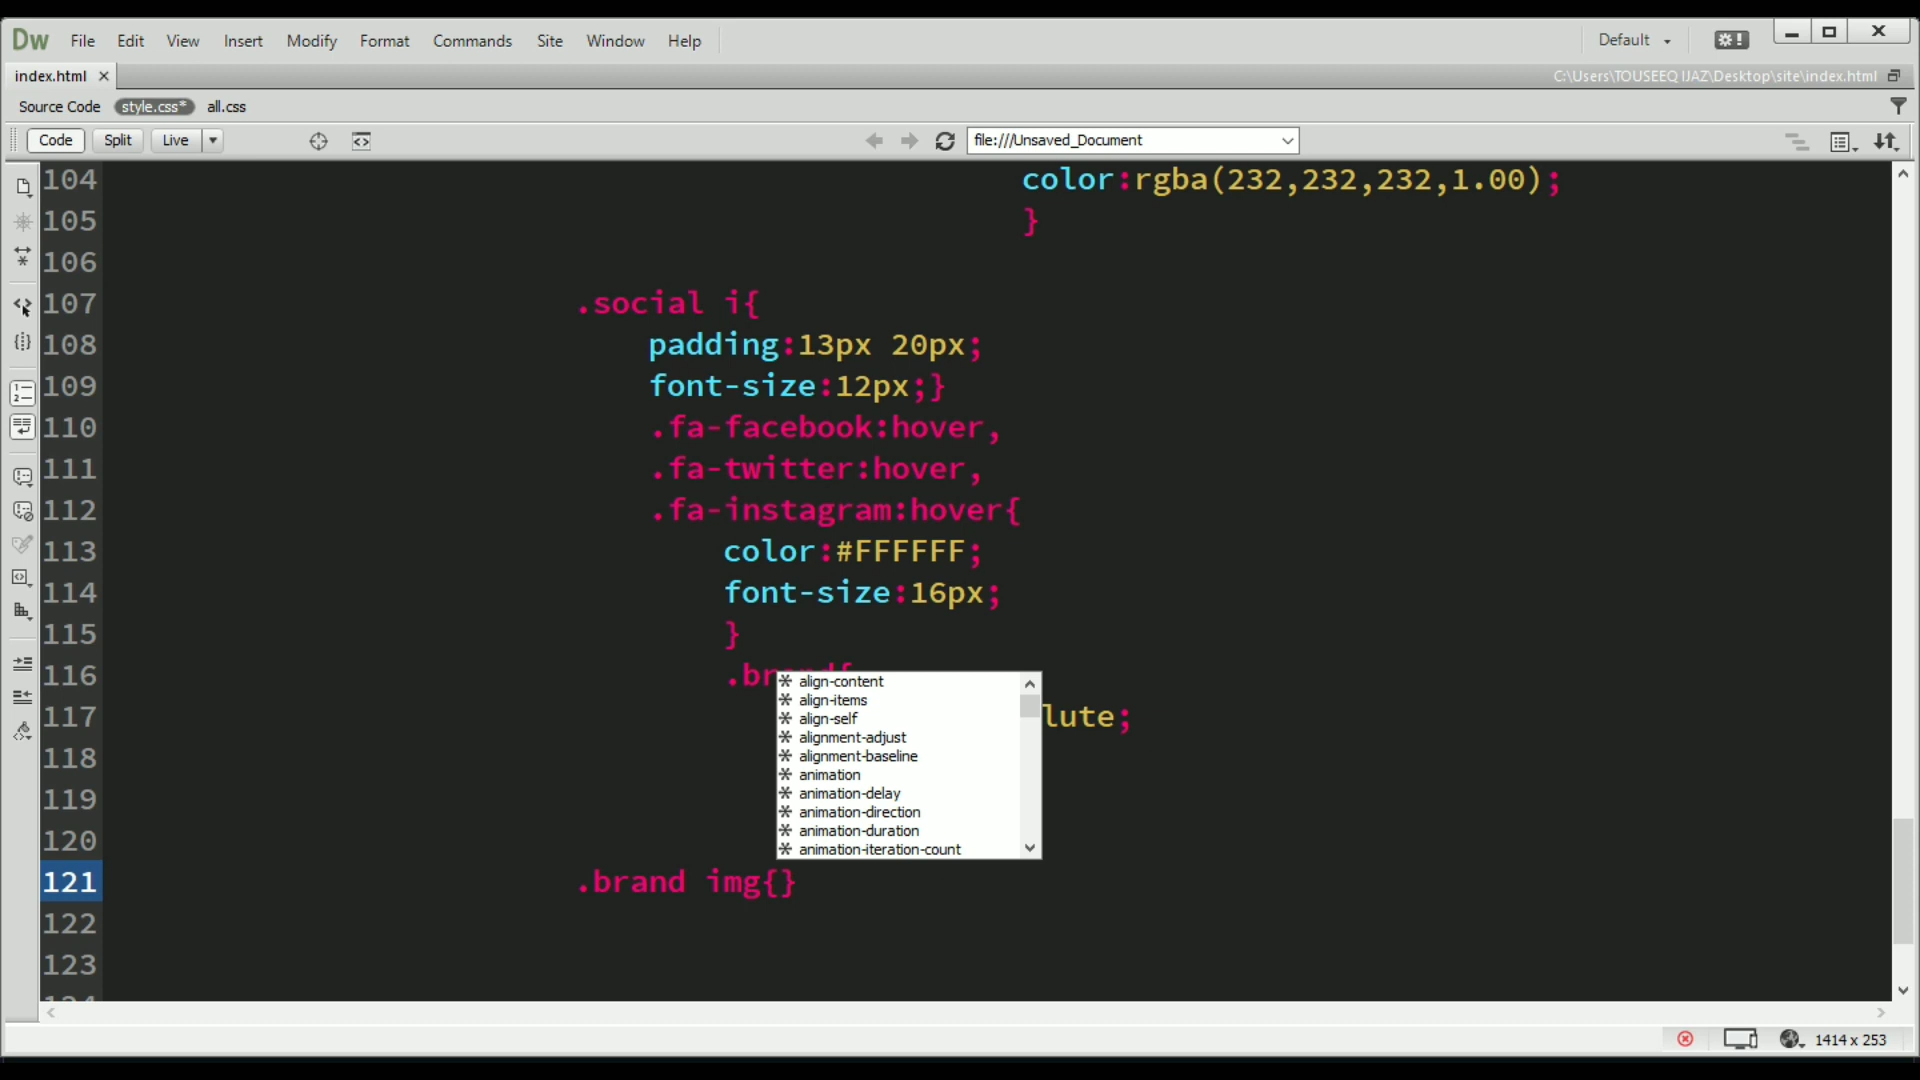 Dw File Edit View Insert Modify Format Commands Site Window Help Default
index.html C:\Users\TOUSEEQ IJAZ\Desktop\site\index.html
Source Code style.css* all.css
Code Split Live file:///Unsaved_Document
104 color:rgba(232,232,232,1.00);
105 }
106
107 .social i{
108 padding:13px 20px;
109 font-size:12px;}
110 .fa-facebook:hover,
111 .fa-twitter:hover,
112 .fa-instagram:hover{
113 color:#FFFFFF;
114 font-size:16px;
115 }
116 .brand{
117 lute;
118
119
120
121 .brand img{}
122
123
align-content
align-items
align-self
alignment-adjust
alignment-baseline
animation
animation-delay
animation-direction
animation-duration
animation-iteration-count
1414 x 253